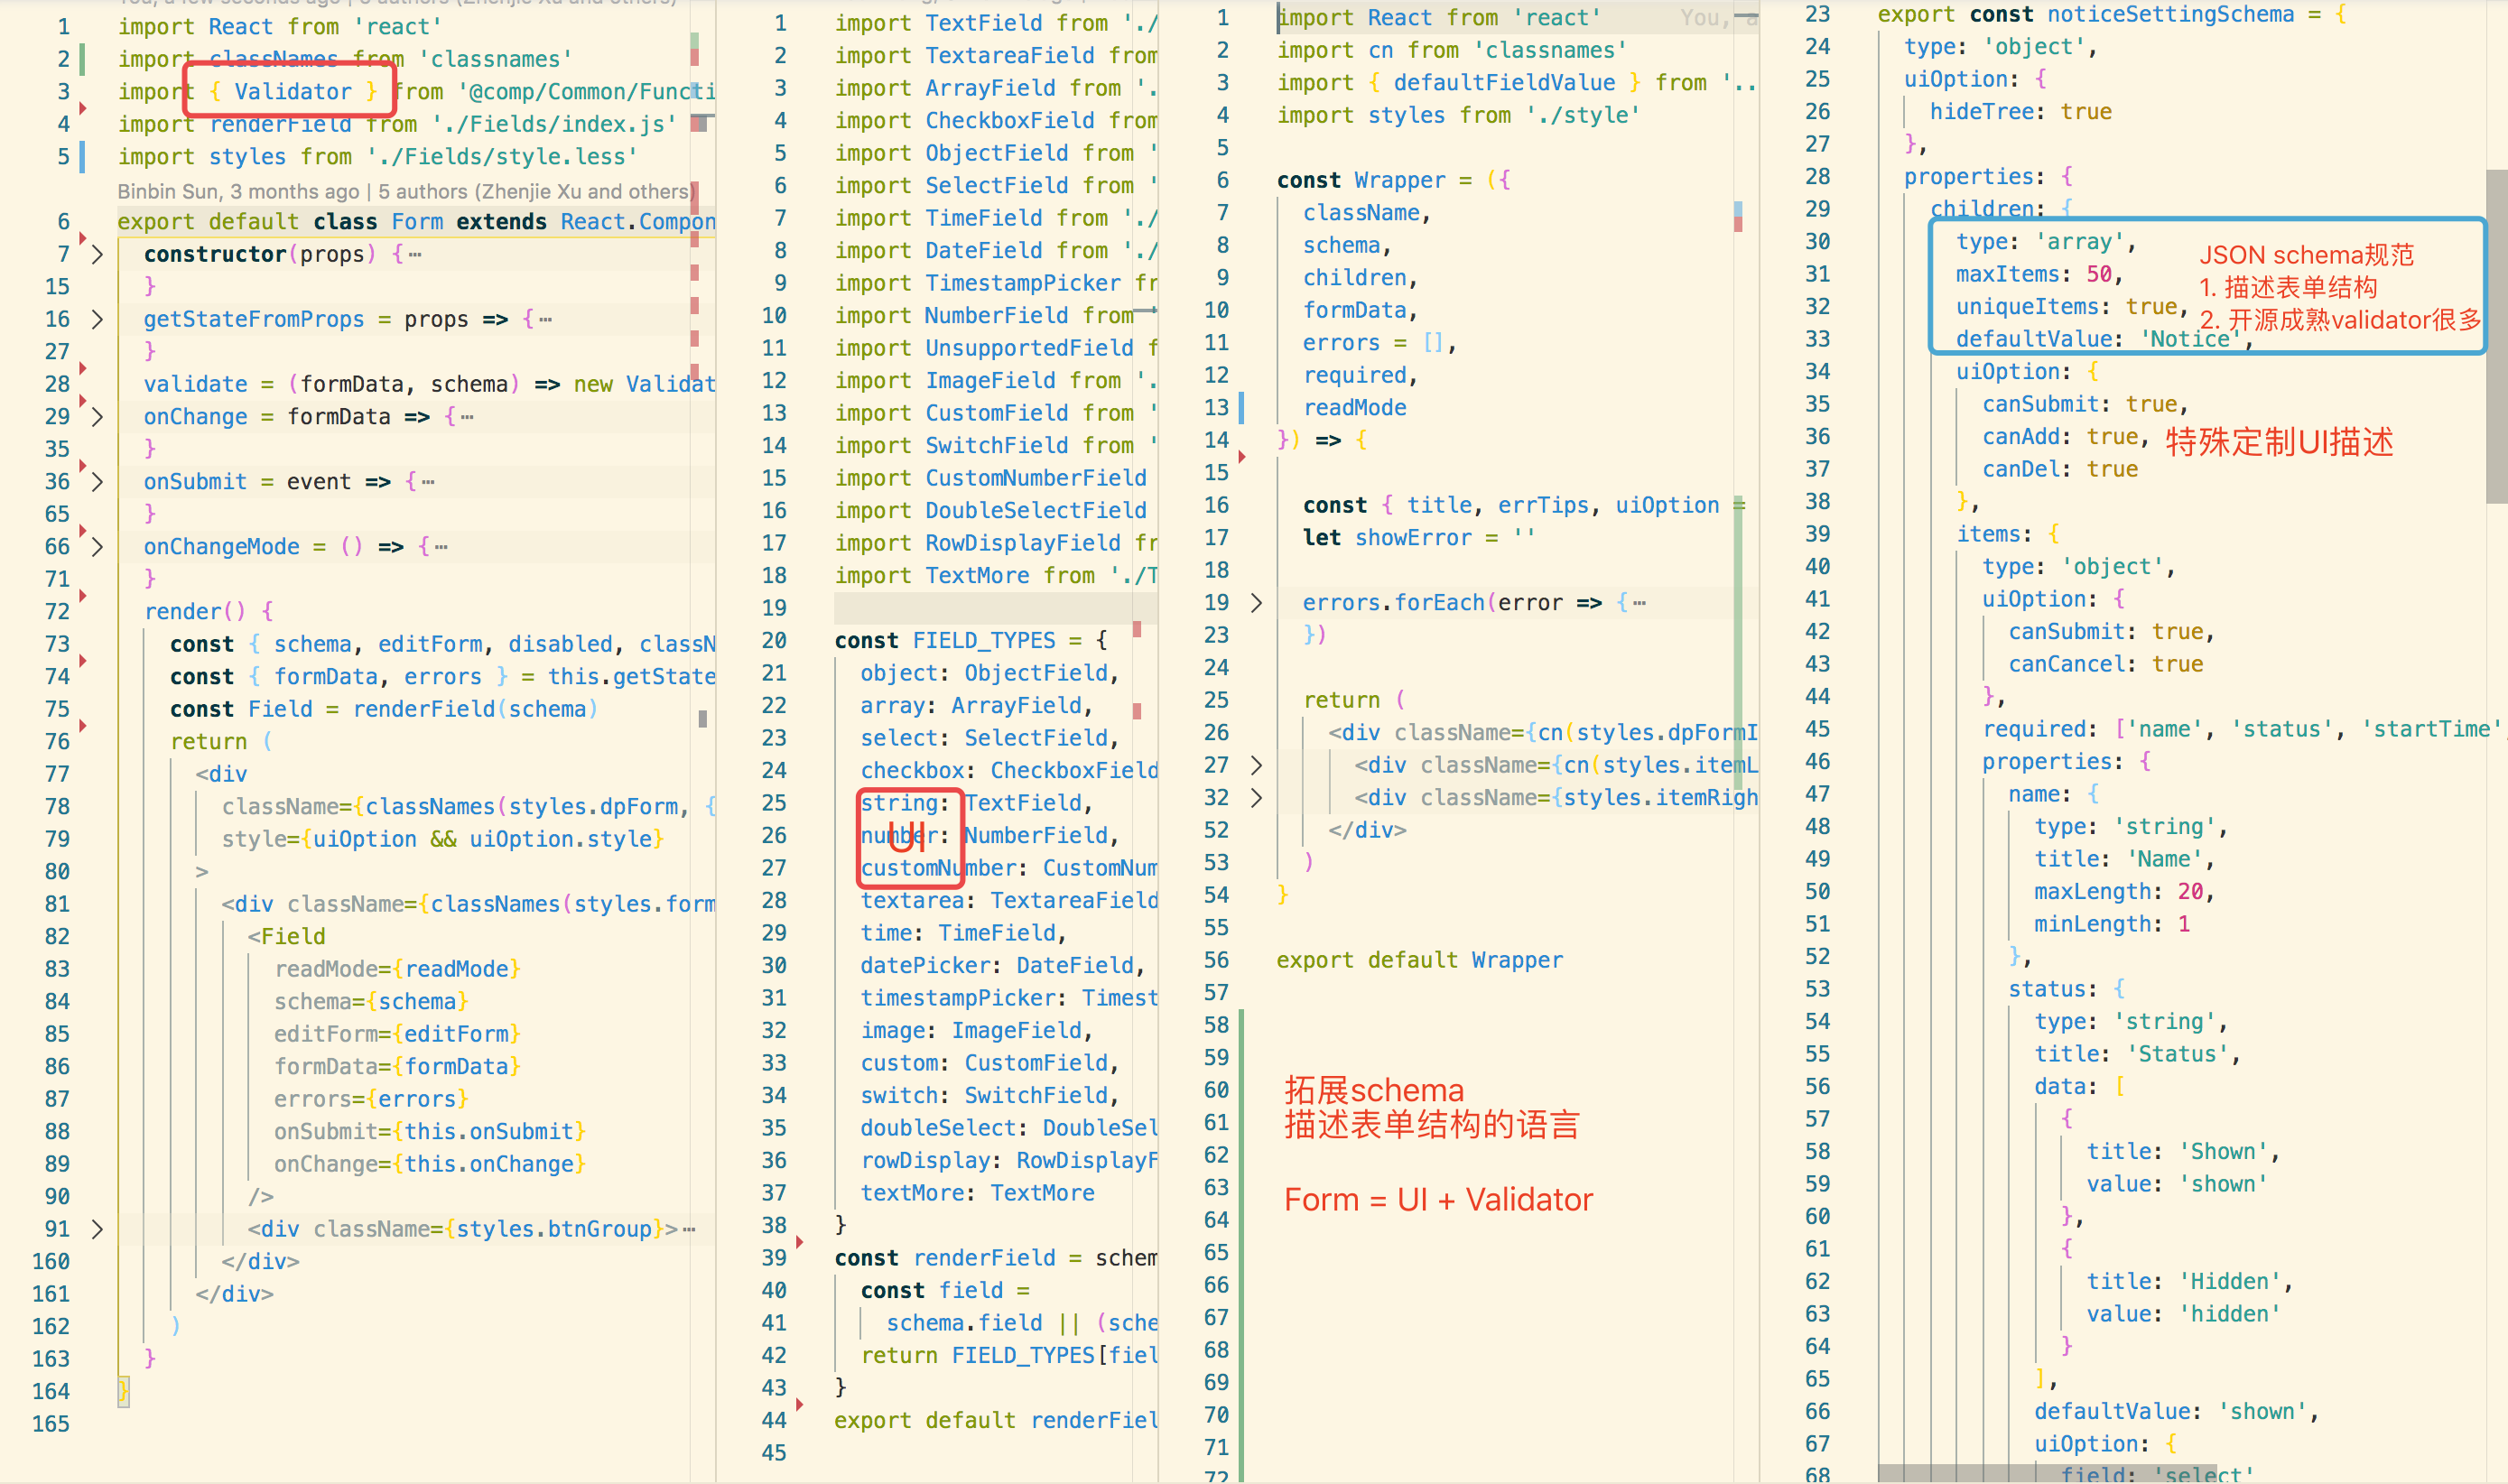 1 import React from 'react'
2 import classNames from 'classnames'
3 import { Validator } from '@comp/Common/Functi
4 import renderField from './Fields/index.js'
5 import styles from './Fields/style.less'
Binbin Sun, 3 months ago | 5 authors (Zhenjie Xu and others)
6 export default class Form extends React.Compon
7 constructor(props) {⋯
15 }
16 getStateFromProps = props => {⋯
27 }
28 validate = (formData, schema) => new Validat
29 onChange = formData => {⋯
35 }
36 onSubmit = event => {⋯
65 }
66 onChangeMode = () => {⋯
71 }
72 render() {
73 const { schema, editForm, disabled, classN
74 const { formData, errors } = this.getState
75 const Field = renderField(schema)
76 return (
77 <div
78 className={classNames(styles.dpForm, {
79 style={uiOption && uiOption.style}
80 >
81 <div className={classNames(styles.form
82 <Field
83 readMode={readMode}
84 schema={schema}
85 editForm={editForm}
86 formData={formData}
87 errors={errors}
88 onSubmit={this.onSubmit}
89 onChange={this.onChange}
90 />
91 <div className={styles.btnGroup}>⋯
160 </div>
161 </div>
162 )
163 }
164 }
165
1 import TextField from './
2 import TextareaField from
3 import ArrayField from '.
4 import CheckboxField from
5 import ObjectField from '
6 import SelectField from '
7 import TimeField from './
8 import DateField from './
9 import TimestampPicker fr
10 import NumberField from '
11 import UnsupportedField f
12 import ImageField from '.
13 import CustomField from '
14 import SwitchField from '
15 import CustomNumberField
16 import DoubleSelectField
17 import RowDisplayField fr
18 import TextMore from './T
19
20 const FIELD_TYPES = {
21 object: ObjectField,
22 array: ArrayField,
23 select: SelectField,
24 checkbox: CheckboxField
25 string: TextField,
26 number: NumberField,
UI
27 customNumber: CustomNum
28 textarea: TextareaField
29 time: TimeField,
30 datePicker: DateField,
31 timestampPicker: Timest
32 image: ImageField,
33 custom: CustomField,
34 switch: SwitchField,
35 doubleSelect: DoubleSel
36 rowDisplay: RowDisplayF
37 textMore: TextMore
38 }
39 const renderField = schem
40 const field =
41 schema.field || (sche
42 return FIELD_TYPES[fiel
43 }
44 export default renderFiel
45
1 import React from 'react' You, a
2 import cn from 'classnames'
3 import { defaultFieldValue } from '..
4 import styles from './style'
5
6 const Wrapper = ({
7 className,
8 schema,
9 children,
10 formData,
11 errors = [],
12 required,
13 readMode
14 }) => {
15
16 const { title, errTips, uiOption =
17 let showError = ''
18
19 errors.forEach(error => {⋯
23 })
24
25 return (
26 <div className={cn(styles.dpFormI
27 <div className={cn(styles.itemL
32 <div className={styles.itemRigh
52 </div>
53 )
54 }
55
56 export default Wrapper
57
58
59
60 拓展schema
61 描述表单结构的语言
62
63 Form = UI + Validator
64
65
66
67
68
69
70
71
72
23 export const noticeSettingSchema = {
24 type: 'object',
25 uiOption: {
26 hideTree: true
27 },
28 properties: {
29 children: {
30 type: 'array', JSON schema规范
31 maxItems: 50, 1. 描述表单结构
32 uniqueItems: true, 2. 开源成熟validator很多
33 defaultValue: 'Notice',
34 uiOption: {
35 canSubmit: true,
36 canAdd: true, 特殊定制UI描述
37 canDel: true
38 },
39 items: {
40 type: 'object',
41 uiOption: {
42 canSubmit: true,
43 canCancel: true
44 },
45 required: ['name', 'status', 'startTime'
46 properties: {
47 name: {
48 type: 'string',
49 title: 'Name',
50 maxLength: 20,
51 minLength: 1
52 },
53 status: {
54 type: 'string',
55 title: 'Status',
56 data: [
57 {
58 title: 'Shown',
59 value: 'shown'
60 },
61 {
62 title: 'Hidden',
63 value: 'hidden'
64 }
65 ],
66 defaultValue: 'shown',
67 uiOption: {
68 field: 'select'